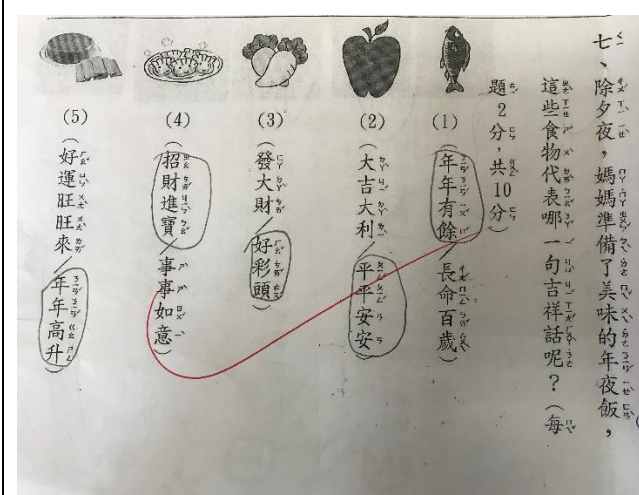 七、除夕夜，媽媽準備了美味的年夜飯，
這些食物代表哪一句吉祥話呢？（每
題2分，共10分）
(1)（年年有餘／長命百歲）
(2)（大吉大利／平平安安）
(3)（發大財／好彩頭）
(4)（招財進寶／事事如意）
(5)（好運旺旺來／年年高升）